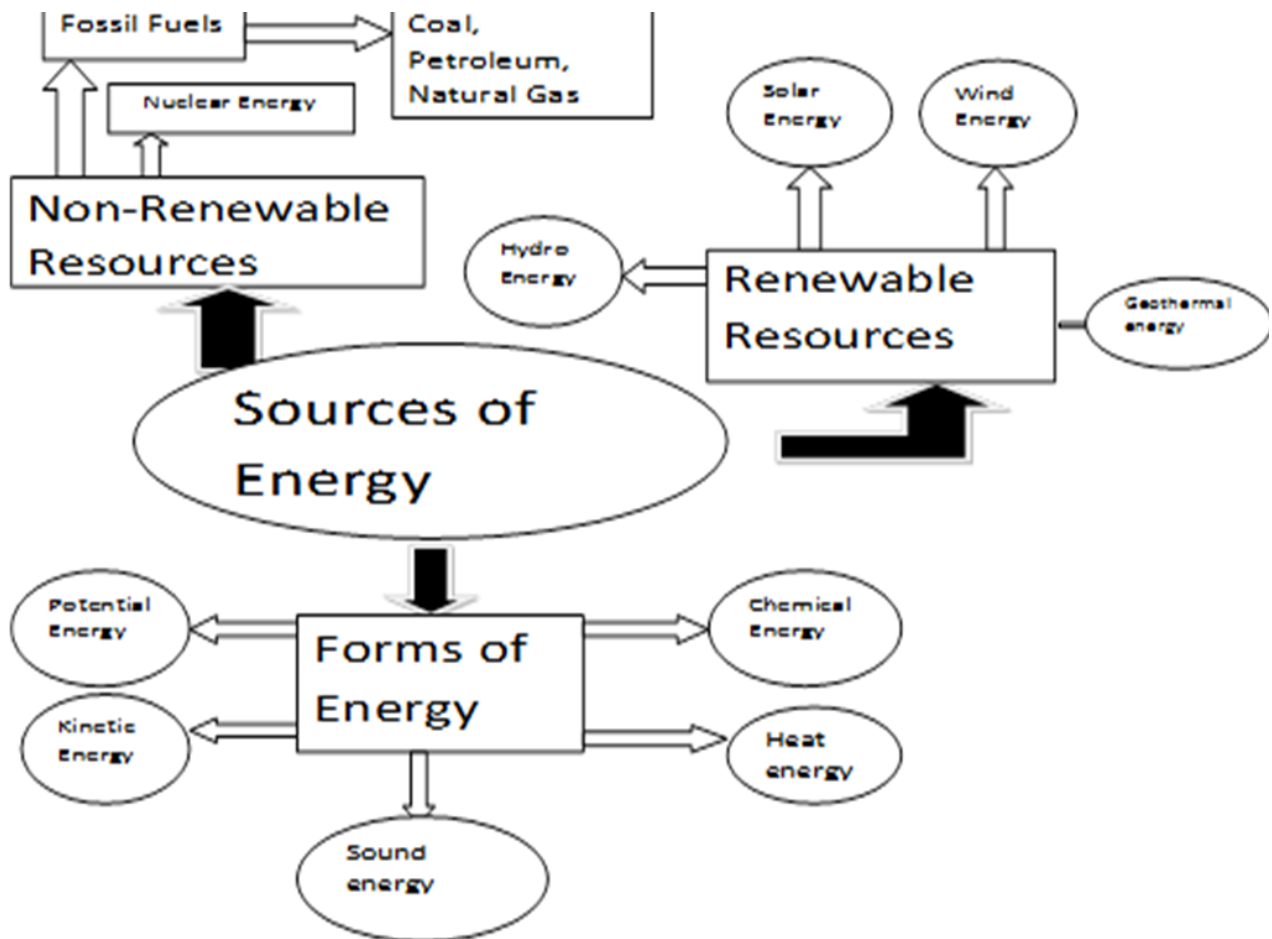 Fossil Fuels
Coal,
Petroleum,
Natural Gas
Nuclear Energy
Solar
Energy
Wind
Energy
Non-Renewable
Resources
Hydro
Energy
Renewable
Resources
Geothermal
energy
Sources of
Energy
Potential
Energy
Chemical
Energy
Forms of
Energy
Kinetic
Energy
Heat
energy
Sound
energy